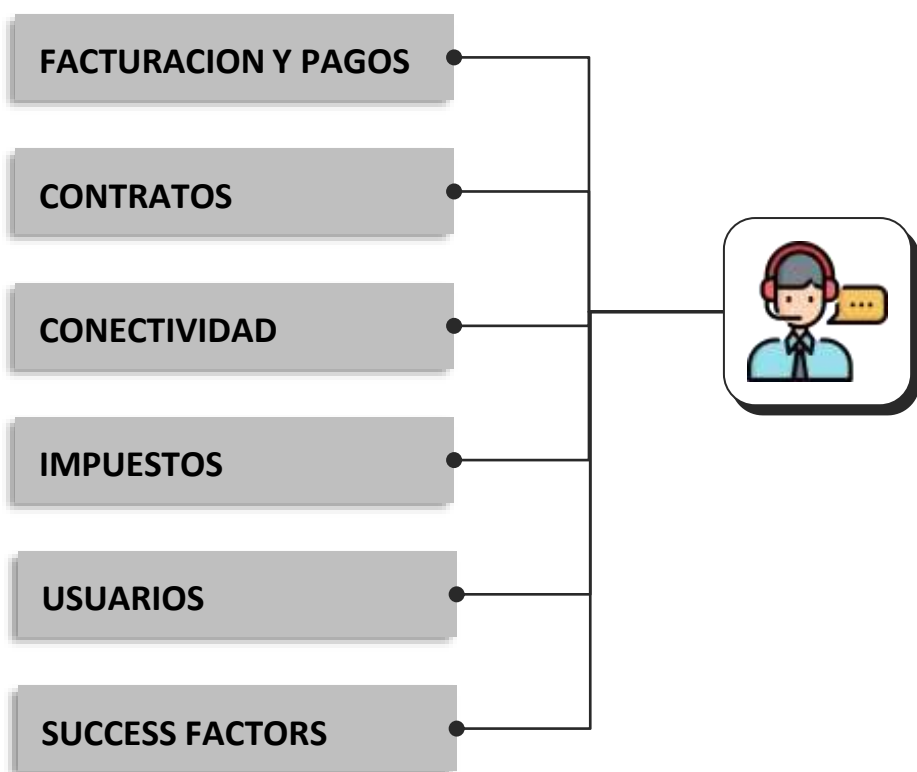 FACTURACION Y PAGOS
CONTRATOS
CONECTIVIDAD
IMPUESTOS
USUARIOS
SUCCESS FACTORS